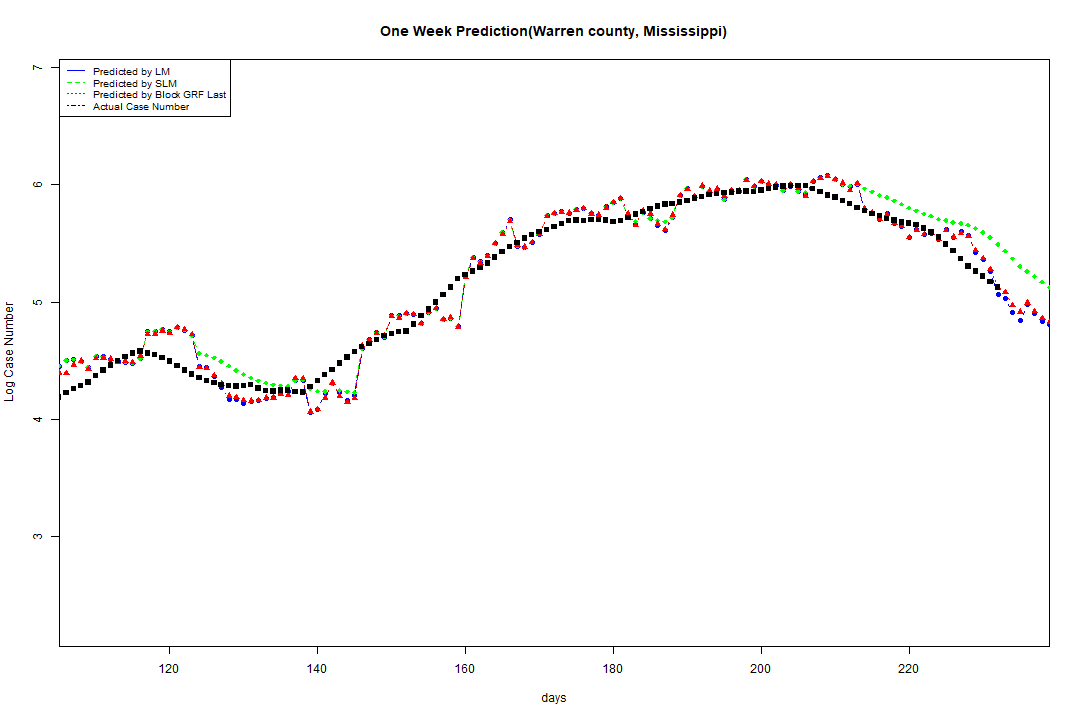 One Week Prediction(Warren county, Mississippi)
Predicted by LM
Predicted by SLM
Predicted by Block GRF Last
Actual Case Number
7
6
5
4
3
Log Case Number
120 140 160 180 200 220
days